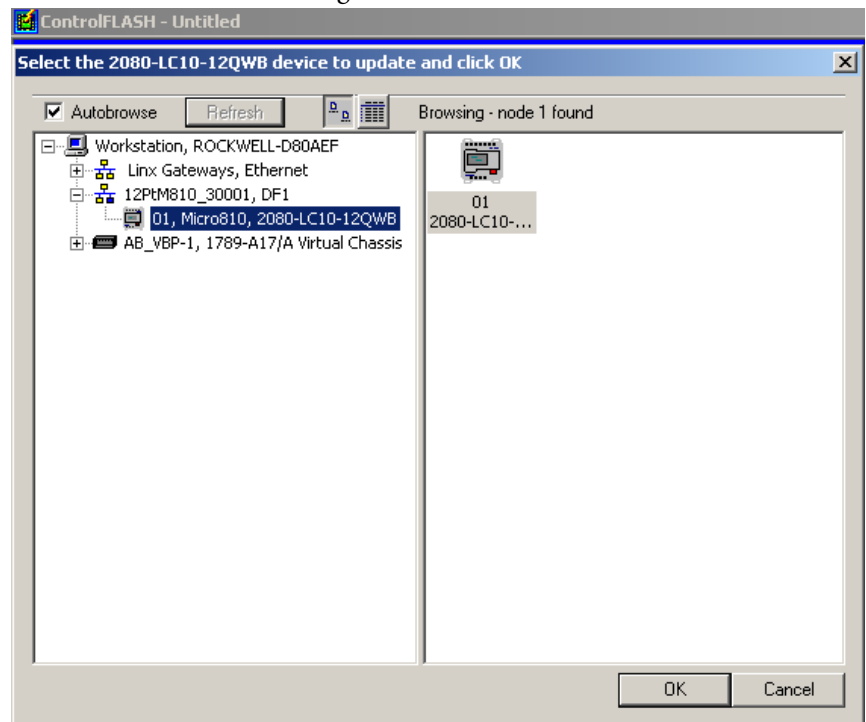 ControlFLASH - Untitled
Select the 2080-LC10-12QWB device to update and click OK
Autobrowse Refresh Browsing - node 1 found
Workstation, ROCKWELL-D80AEF
Linx Gateways, Ethernet
12PtM810_30001, DF1
01, Micro810, 2080-LC10-12QWB
AB_VBP-1, 1789-A17/A Virtual Chassis
01
2080-LC10-...
OK Cancel